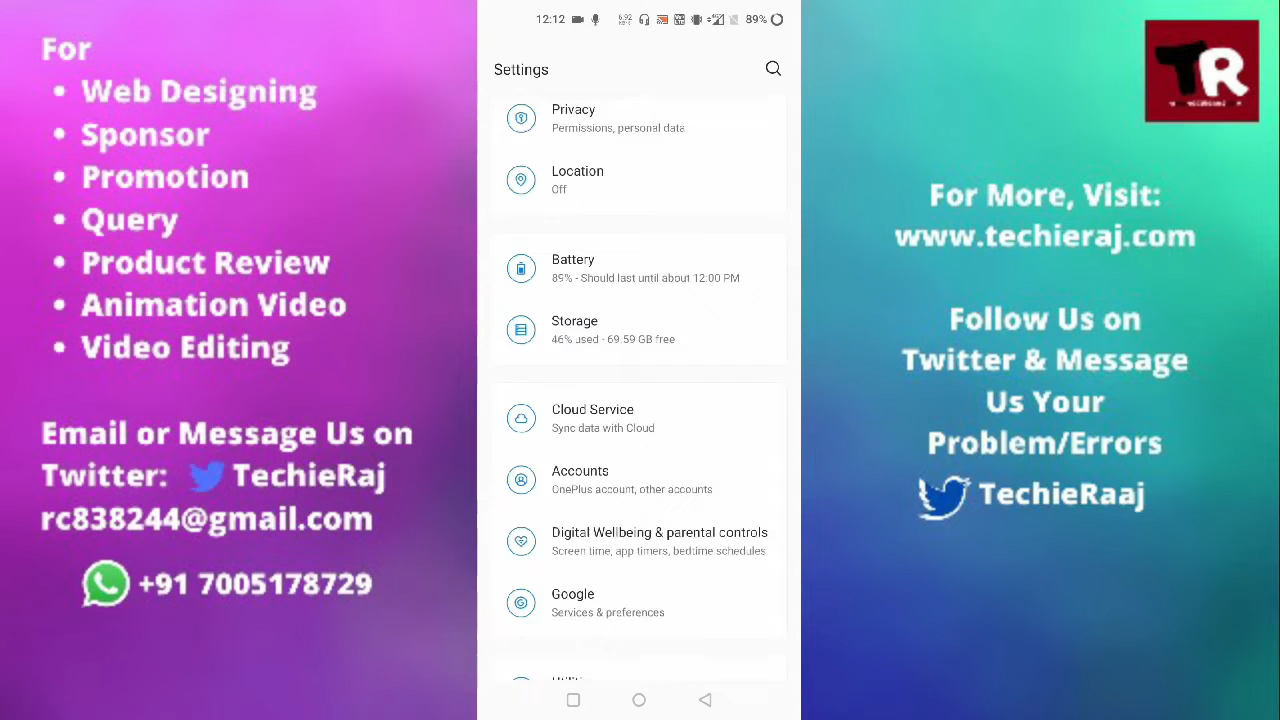 For
• Web Designing
• Sponsor
• Promotion
• Query
• Product Review
• Animation Video
• Video Editing
Email or Message Us on
Twitter: TechieRaj
rc838244@gmail.com
+91 7005178729
12:12
89%
Settings
Privacy
Permissions, personal data
Location
Off
Battery
89% - Should last until about 12:00 PM
Storage
46% used - 69.59 GB free
Cloud Service
Sync data with Cloud
Accounts
OnePlus account, other accounts
Digital Wellbeing & parental controls
Screen time, app timers, bedtime schedules
Google
Services & preferences
TR
For More, Visit:
www.techieraj.com
Follow Us on
Twitter & Message
Us Your
Problem/Errors
TechieRaaj